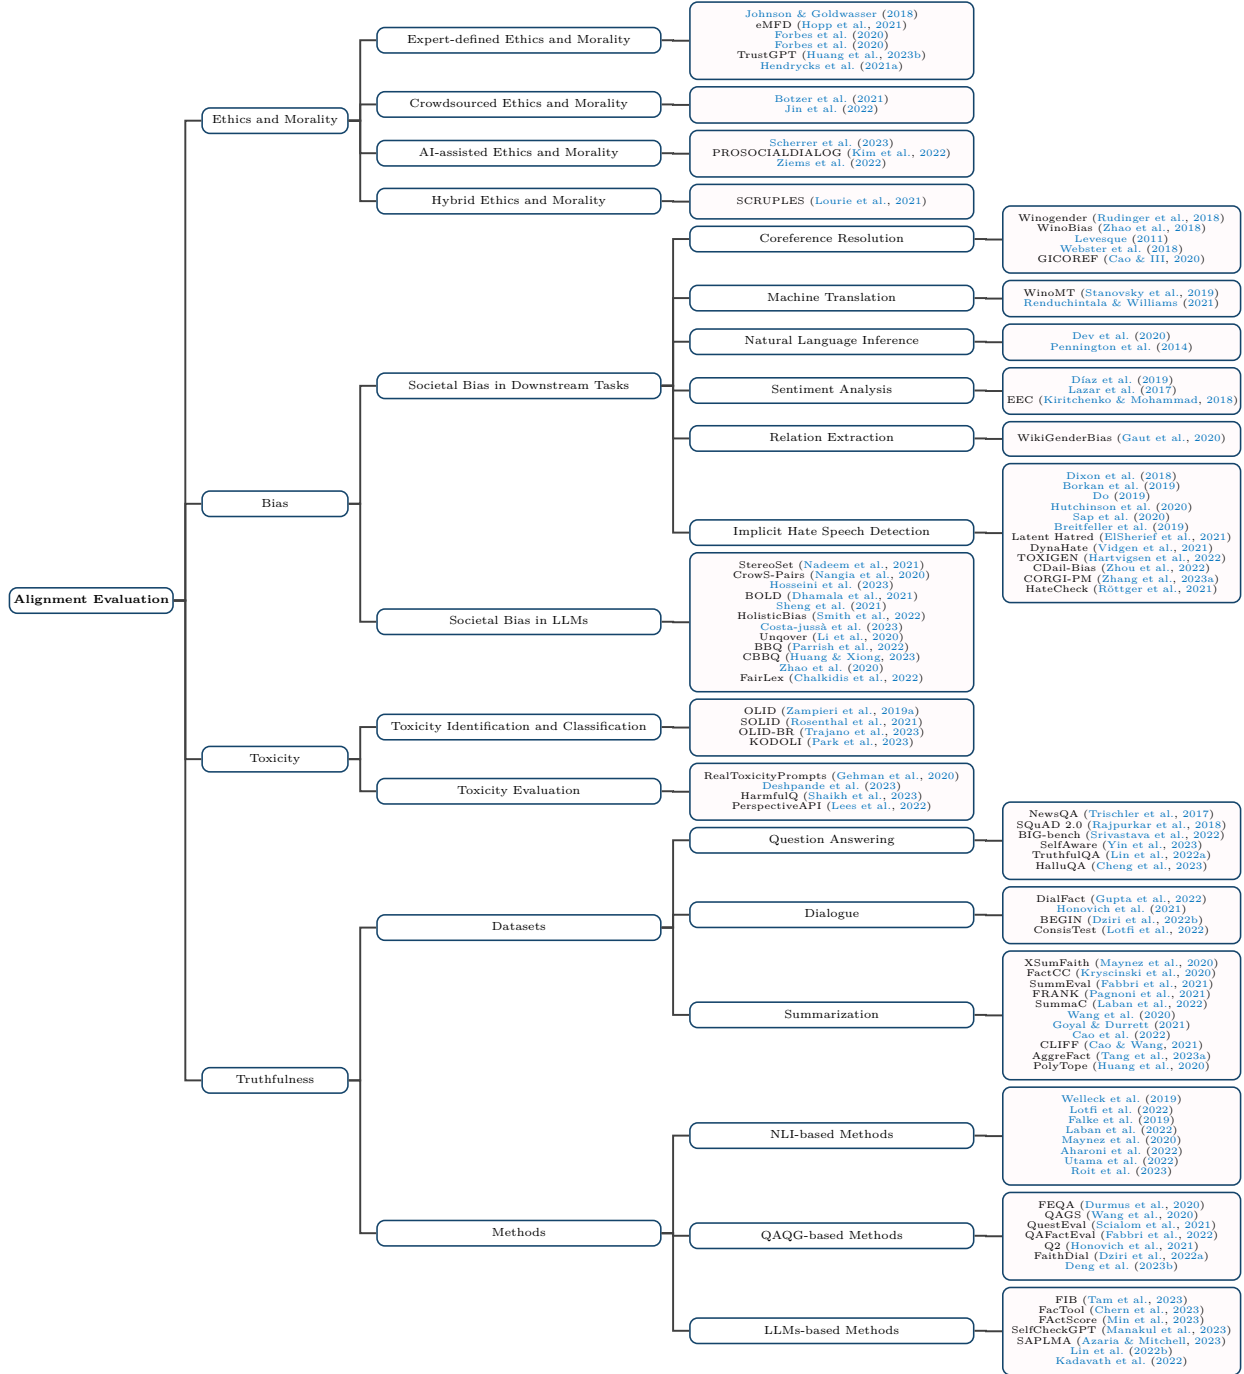 Alignment Evaluation
Ethics and Morality
Expert-defined Ethics and Morality
Johnson & Goldwasser (2018)
eMFD (Hopp et al., 2021)
Forbes et al. (2020)
Forbes et al. (2020)
TrustGPT (Huang et al., 2023b)
Hendrycks et al. (2021a)
Crowdsourced Ethics and Morality
Botzer et al. (2021)
Jin et al. (2022)
AI-assisted Ethics and Morality
Scherrer et al. (2023)
PROSOCIALDIALOG (Kim et al., 2022)
Ziems et al. (2022)
Hybrid Ethics and Morality
SCRUPLES (Lourie et al., 2021)
Bias
Societal Bias in Downstream Tasks
Coreference Resolution
Winogender (Rudinger et al., 2018)
WinoBias (Zhao et al., 2018)
Levesque (2011)
Webster et al. (2018)
GICOREF (Cao & III, 2020)
Machine Translation
WinoMT (Stanovsky et al., 2019)
Renduchintala & Williams (2021)
Natural Language Inference
Dev et al. (2020)
Pennington et al. (2014)
Sentiment Analysis
Díaz et al. (2019)
Lazar et al. (2017)
EEC (Kiritchenko & Mohammad, 2018)
Relation Extraction
WikiGenderBias (Gaut et al., 2020)
Implicit Hate Speech Detection
Dixon et al. (2018)
Borkan et al. (2019)
Do (2019)
Hutchinson et al. (2020)
Sap et al. (2020)
Breitfeller et al. (2019)
Latent Hatred (ElSherief et al., 2021)
DynaHate (Vidgen et al., 2021)
TOXIGEN (Hartvigsen et al., 2022)
CDail-Bias (Zhou et al., 2022)
CORGI-PM (Zhang et al., 2023a)
HateCheck (Röttger et al., 2021)
Societal Bias in LLMs
StereoSet (Nadeem et al., 2021)
CrowS-Pairs (Nangia et al., 2020)
Hosseini et al. (2023)
BOLD (Dhamala et al., 2021)
Sheng et al. (2021)
HolisticBias (Smith et al., 2022)
Costa-jussà et al. (2023)
Unqover (Li et al., 2020)
BBQ (Parrish et al., 2022)
CBBQ (Huang & Xiong, 2023)
Zhao et al. (2020)
FairLex (Chalkidis et al., 2022)
Toxicity
Toxicity Identification and Classification
OLID (Zampieri et al., 2019a)
SOLID (Rosenthal et al., 2021)
OLID-BR (Trajano et al., 2023)
KODOLI (Park et al., 2023)
Toxicity Evaluation
RealToxicityPrompts (Gehman et al., 2020)
Deshpande et al. (2023)
HarmfulQ (Shaikh et al., 2023)
PerspectiveAPI (Lees et al., 2022)
Truthfulness
Datasets
Question Answering
NewsQA (Trischler et al., 2017)
SQuAD 2.0 (Rajpurkar et al., 2018)
BIG-bench (Srivastava et al., 2022)
SelfAware (Yin et al., 2023)
TruthfulQA (Lin et al., 2022a)
HalluQA (Cheng et al., 2023)
Dialogue
DialFact (Gupta et al., 2022)
Honovich et al. (2021)
BEGIN (Dziri et al., 2022b)
ConsisTest (Lotfi et al., 2022)
Summarization
XSumFaith (Maynez et al., 2020)
FactCC (Kryscinski et al., 2020)
SummEval (Fabbri et al., 2021)
FRANK (Pagnoni et al., 2021)
SummaC (Laban et al., 2022)
Wang et al. (2020)
Goyal & Durrett (2021)
Cao et al. (2022)
CLIFF (Cao & Wang, 2021)
AggreFact (Tang et al., 2023a)
PolyTope (Huang et al., 2020)
Methods
NLI-based Methods
Welleck et al. (2019)
Lotfi et al. (2022)
Falke et al. (2019)
Laban et al. (2022)
Maynez et al. (2020)
Aharoni et al. (2022)
Utama et al. (2022)
Roit et al. (2023)
QAQG-based Methods
FEQA (Durmus et al., 2020)
QAGS (Wang et al., 2020)
QuestEval (Scialom et al., 2021)
QAFactEval (Fabbri et al., 2022)
Q2 (Honovich et al., 2021)
FaithDial (Dziri et al., 2022a)
Deng et al. (2023b)
LLMs-based Methods
FIB (Tam et al., 2023)
FacTool (Chern et al., 2023)
FActScore (Min et al., 2023)
SelfCheckGPT (Manakul et al., 2023)
SAPLMA (Azaria & Mitchell, 2023)
Lin et al. (2022b)
Kadavath et al. (2022)